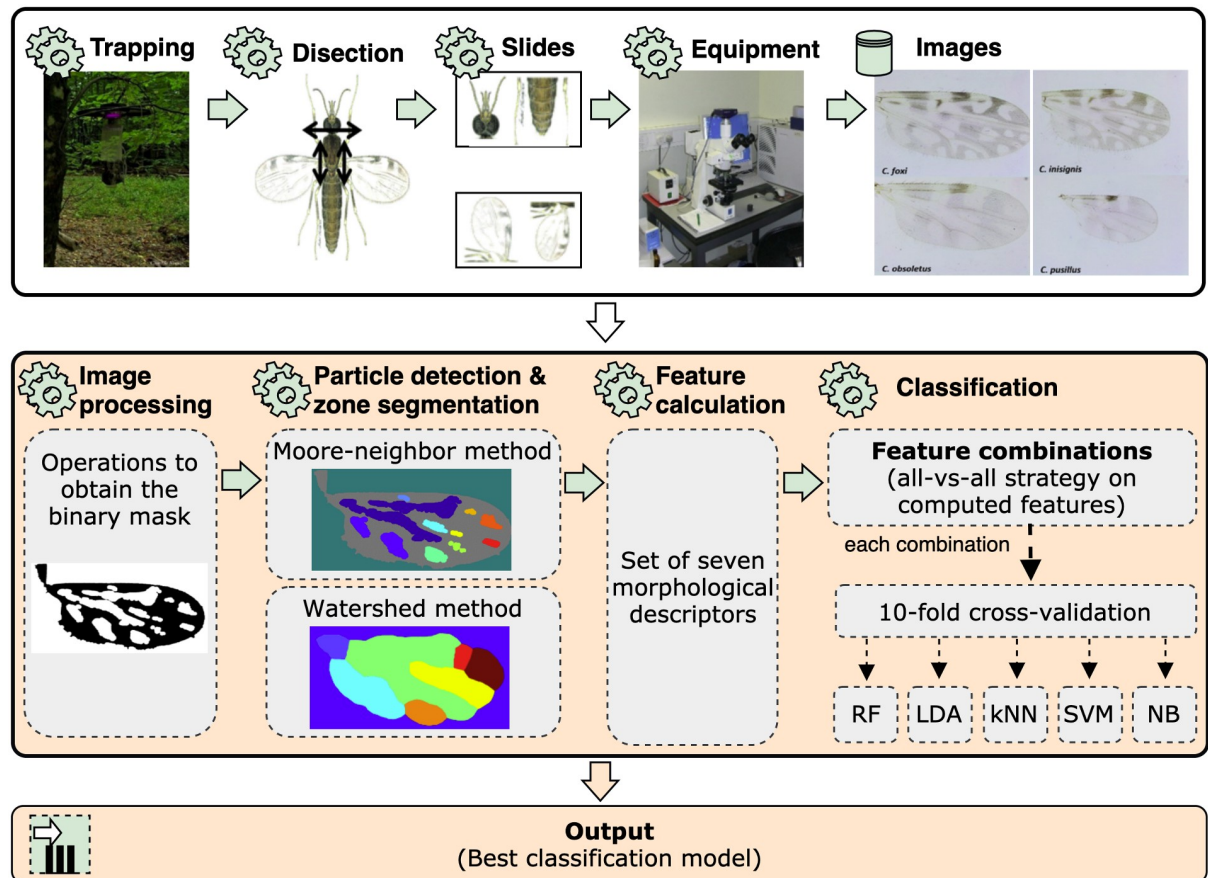 Trapping
Disection
Slides
Equipment
Images
C. foxi
C. inisignis
C. obsoletus
C. pusillus
Image
processing
Particle detection &
zone segmentation
Feature
calculation
Classification
Operations to
obtain the
binary mask
Moore-neighbor method
Watershed method
Set of seven
morphological
descriptors
Feature combinations
(all-vs-all strategy on
computed features)
each combination
10-fold cross-validation
RF
LDA
kNN
SVM
NB
Output
(Best classification model)